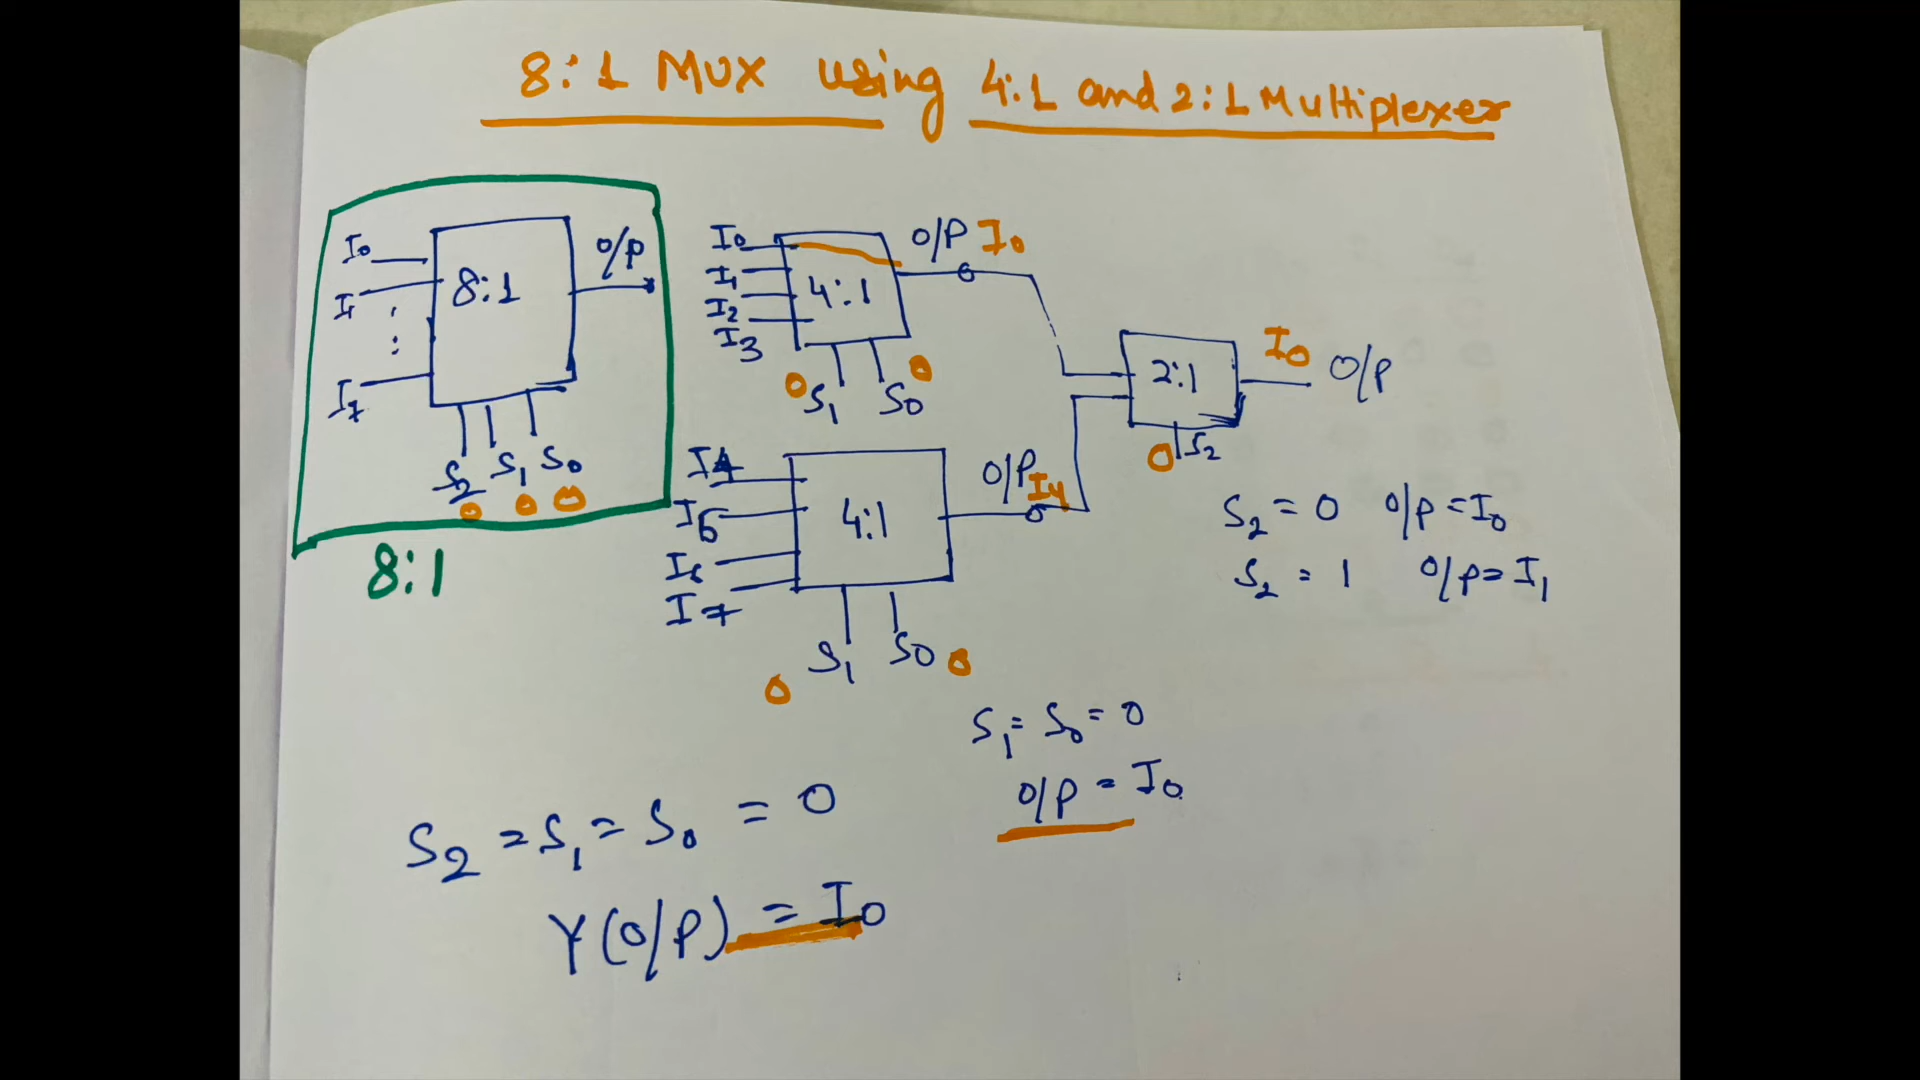 8:1 MUX using 4:1 and 2:1 Multiplexer
I0
I1
:
I7
8:1
O/P
S2 S1 S0
0 0 0
8:1
I0
I1
I2
I3
4:1
O/P I0
0 S1 S0 0
I4
I5
I6
I7
4:1
O/P I4
S1 S0 0
0
2:1
I0 O/P
0 S2
S2 = 0 O/P = I0
S2 = 1 O/P = I1
S1 = S0 = 0
O/P = I0
S2 = S1 = S0 = 0
Y(O/P) = I0